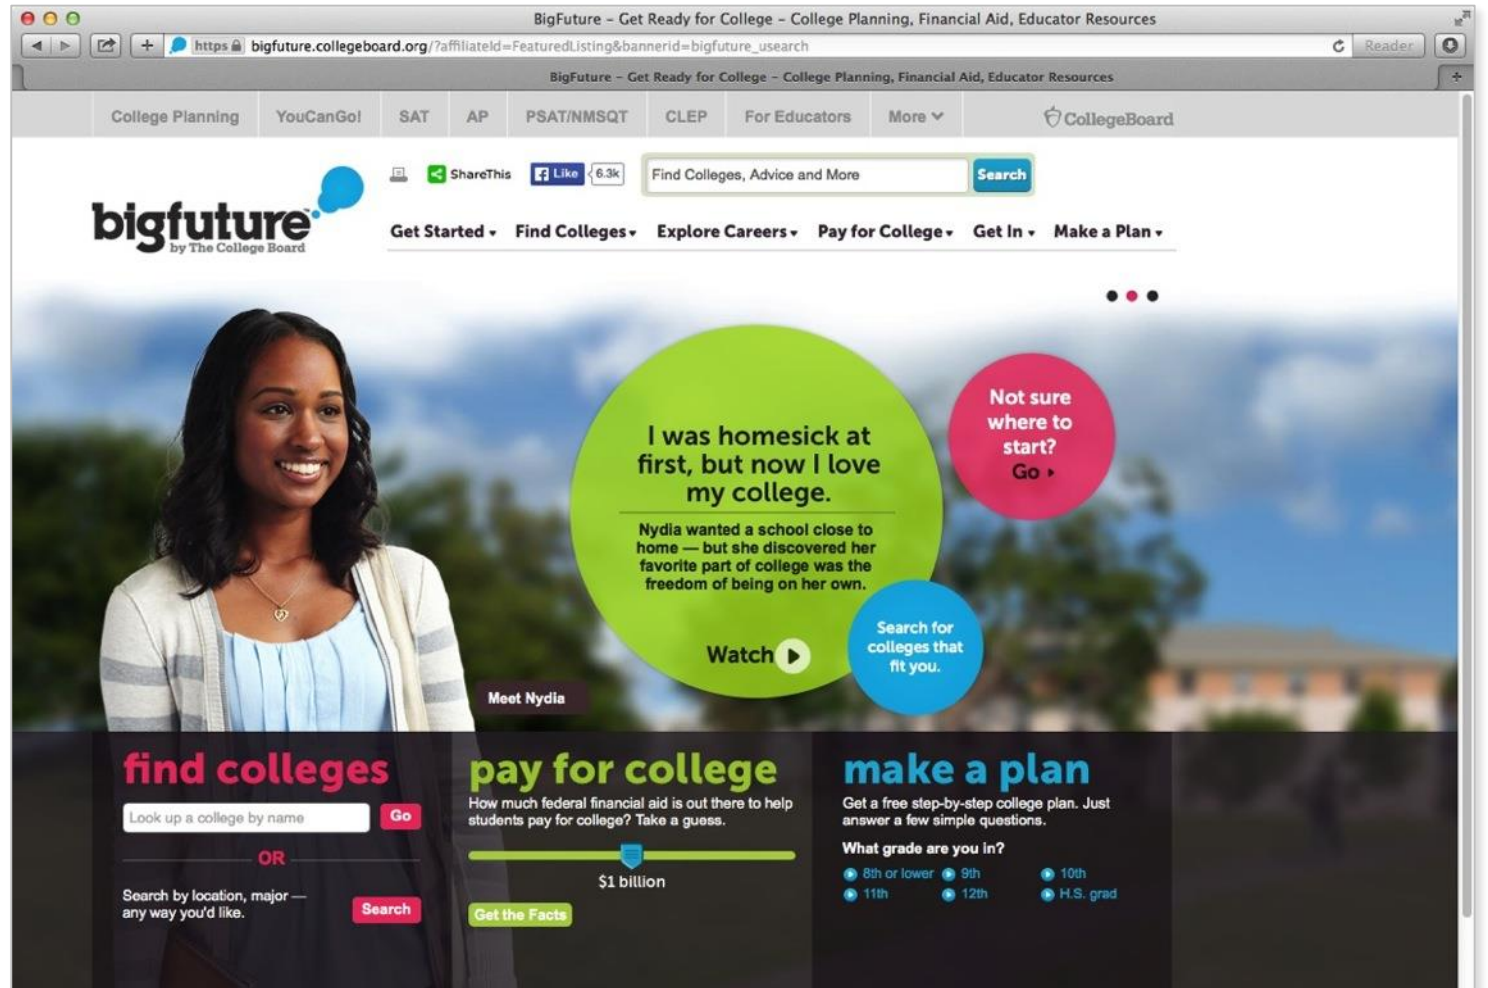 BigFuture – Get Ready for College – College Planning, Financial Aid, Educator Resources
https bigfuture.collegeboard.org/?affiliateId=FeaturedListing&bannerid=bigfuture_usearch Reader
BigFuture – Get Ready for College – College Planning, Financial Aid, Educator Resources
College Planning YouCanGo! SAT AP PSAT/NMSQT CLEP For Educators More CollegeBoard
ShareThis Like 6.3k Find Colleges, Advice and More Search
bigfuture
by The College Board
Get Started Find Colleges Explore Careers Pay for College Get In Make a Plan
I was homesick at
first, but now I love
my college.
Nydia wanted a school close to
home — but she discovered her
favorite part of college was the
freedom of being on her own.
Watch
Not sure
where to
start?
Go
Search for
colleges that
fit you.
Meet Nydia
find colleges
Look up a college by name Go
OR
Search by location, major —
any way you'd like.
Search
pay for college
How much federal financial aid is out there to help
students pay for college? Take a guess.
$1 billion
Get the Facts
make a plan
Get a free step-by-step college plan. Just
answer a few simple questions.
What grade are you in?
8th or lower 9th 10th
11th 12th H.S. grad